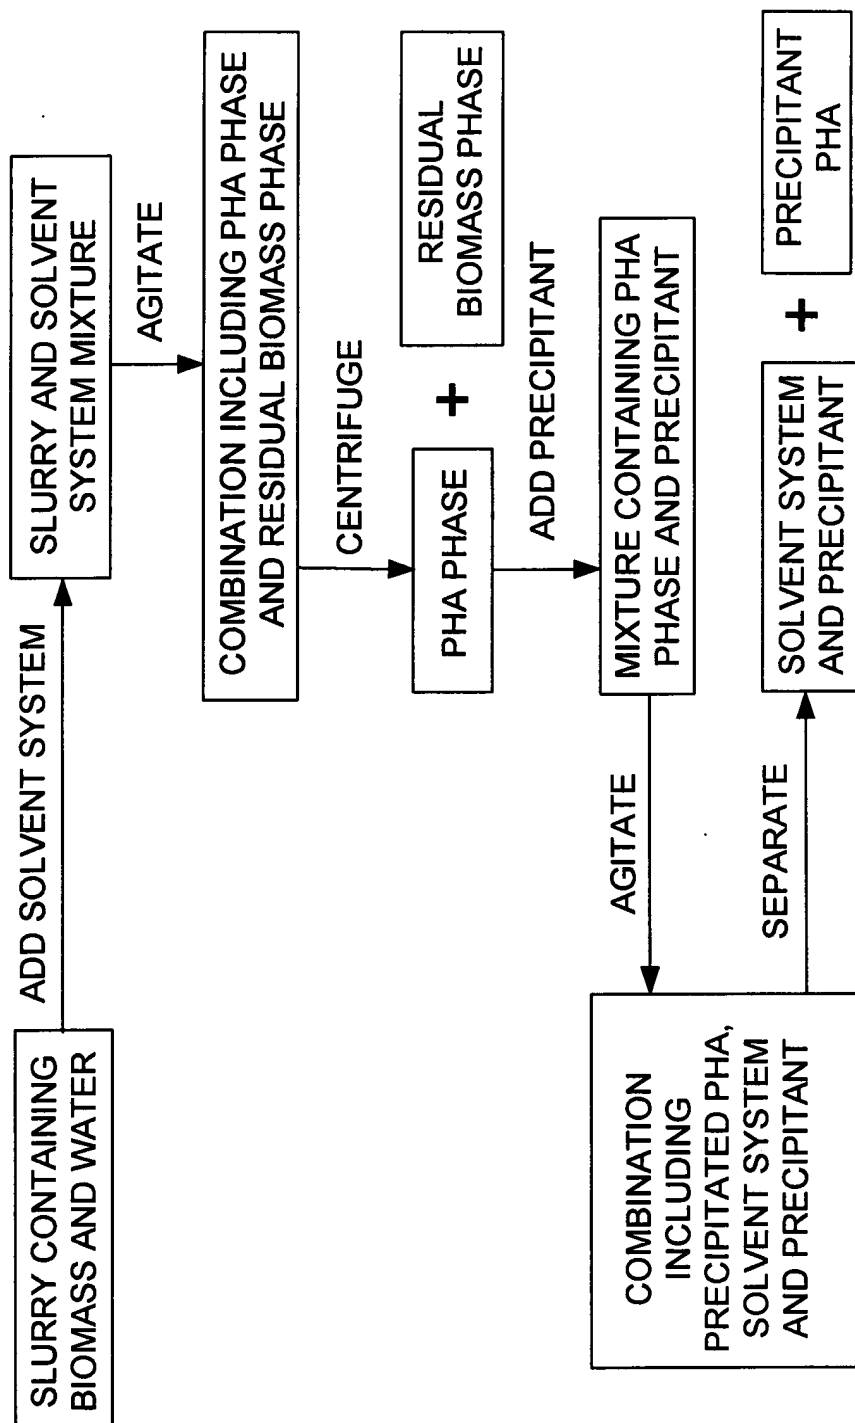 SLURRY CONTAINING
BIOMASS AND WATER
ADD SOLVENT SYSTEM
SLURRY AND SOLVENT
SYSTEM MIXTURE
AGITATE
COMBINATION INCLUDING PHA PHASE
AND RESIDUAL BIOMASS PHASE
CENTRIFUGE
PHA PHASE
+
RESIDUAL
BIOMASS PHASE
ADD PRECIPITANT
MIXTURE CONTAINING PHA
PHASE AND PRECIPITANT
AGITATE
COMBINATION
INCLUDING
PRECIPITATED PHA,
SOLVENT SYSTEM
AND PRECIPITANT
SEPARATE
SOLVENT SYSTEM
AND PRECIPITANT
+
PRECIPITANT
PHA